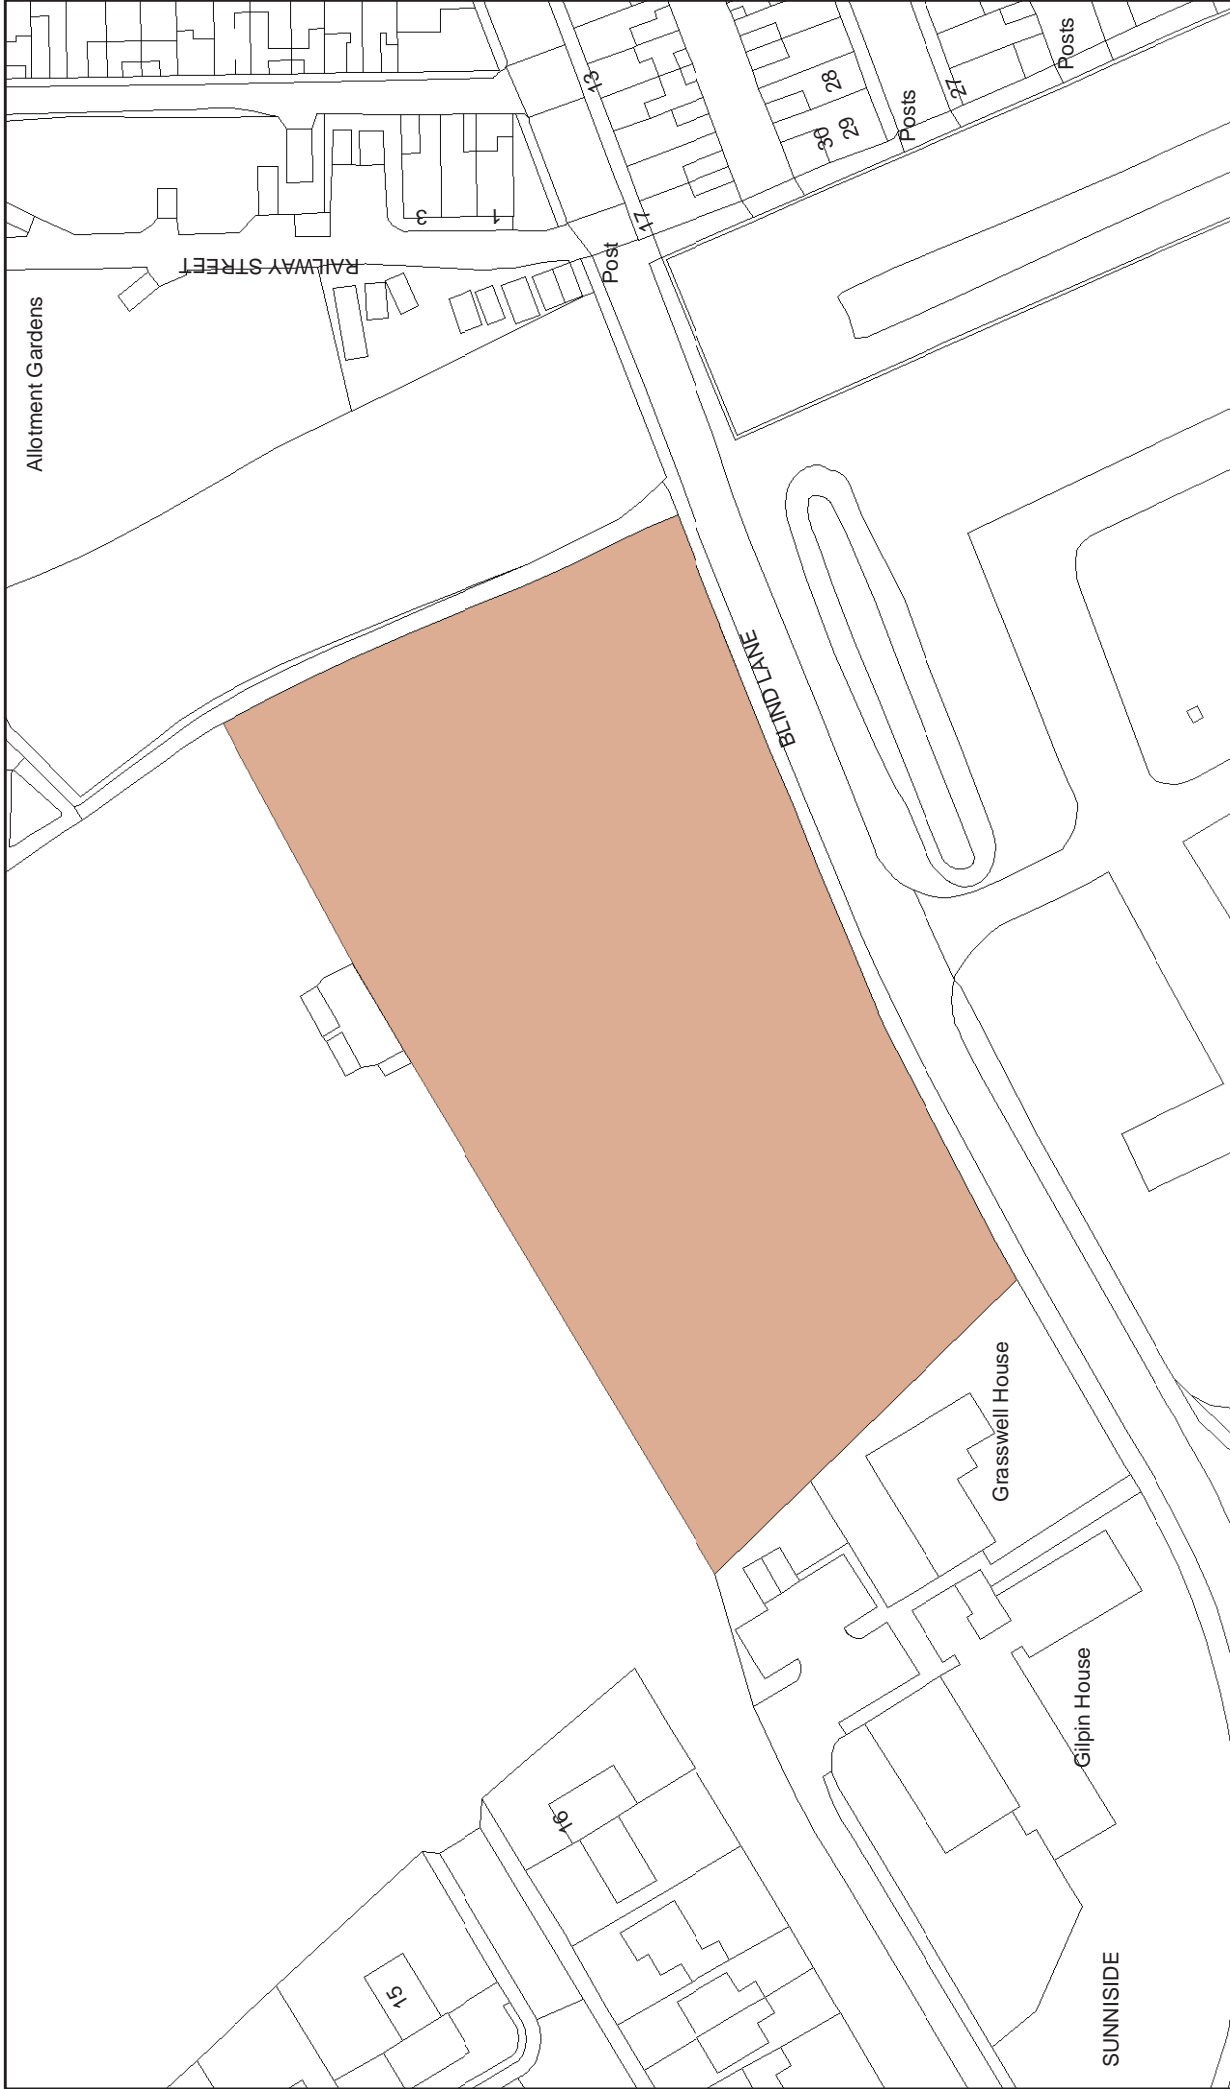 Allotment Gardens
RAILWAY STREET
3
1
Post
13
17
28
29
30
Posts
27
Posts
BLIND LANE
Grasswell House
Gilpin House
16
15
SUNNISIDE